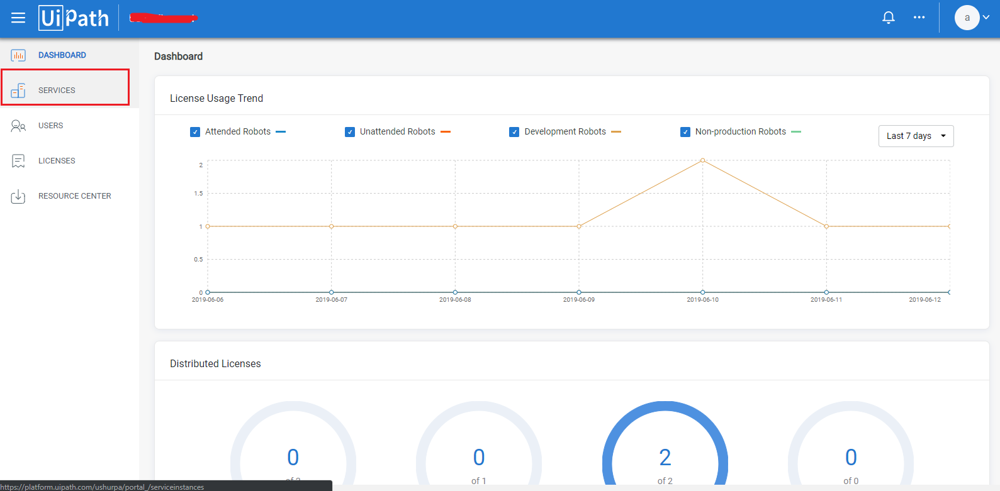 UiPath
a
DASHBOARD
SERVICES
USERS
LICENSES
RESOURCE CENTER
Dashboard
License Usage Trend
Attended Robots
Unattended Robots
Development Robots
Non-production Robots
Last 7 days
2
1.5
1
0.5
0
2019-06-06
2019-06-07
2019-06-08
2019-06-09
2019-06-10
2019-06-11
2019-06-12
Distributed Licenses
0
0
2
0
of 1
of 2
of 0
https://platform.uipath.com/ushurpa/portal_/serviceinstances